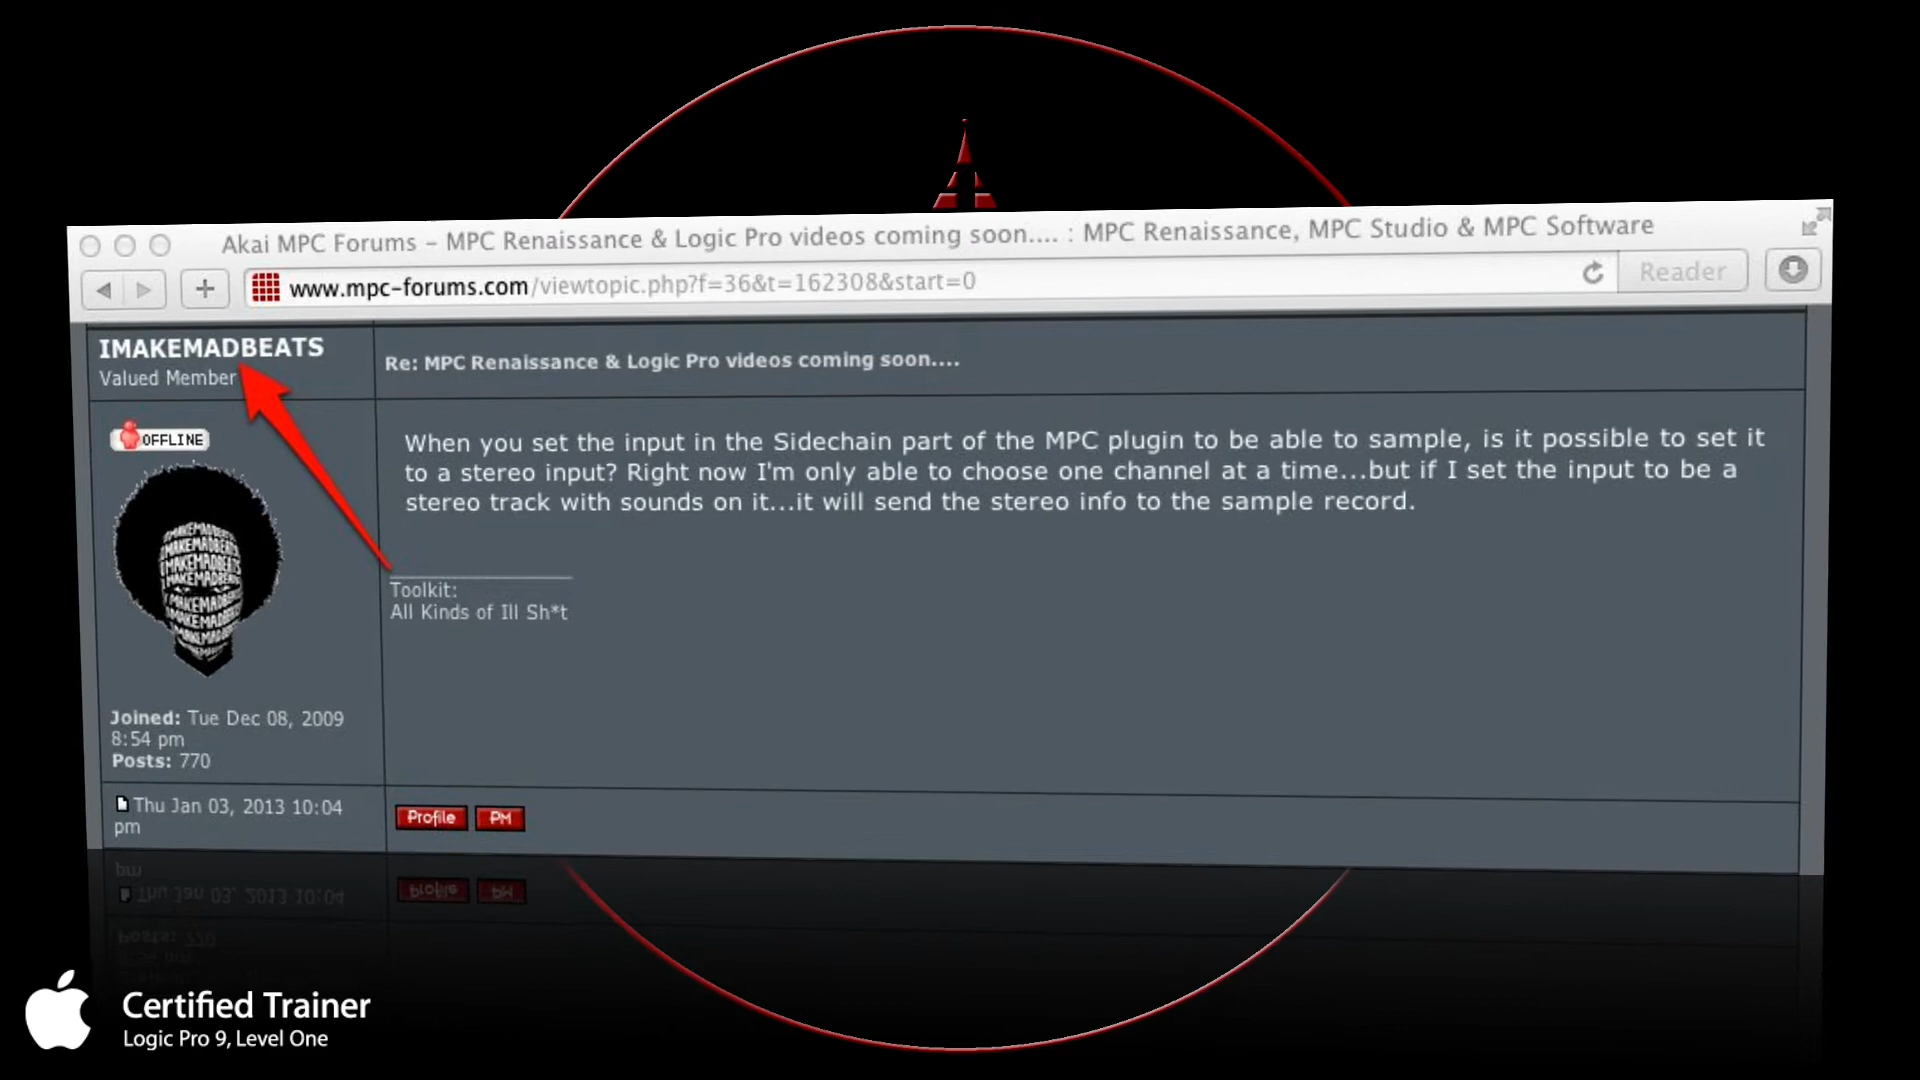 Akai MPC Forums – MPC Renaissance & Logic Pro videos coming soon.... : MPC Renaissance, MPC Studio & MPC Software
www.mpc-forums.com/viewtopic.php?f=36&t=162308&start=0
Reader
IMAKEMADBEATS
Valued Member
Re: MPC Renaissance & Logic Pro videos coming soon....
OFFLINE
When you set the input in the Sidechain part of the MPC plugin to be able to sample, is it possible to set it
to a stereo input? Right now I'm only able to choose one channel at a time...but if I set the input to be a
stereo track with sounds on it...it will send the stereo info to the sample record.
IMAKEMADBEATS
IMAKEMADBEATS
IMAKEMADBEATS
IMAKEMADBEATS
Toolkit:
All Kinds of Ill Sh*t
Joined: Tue Dec 08, 2009
8:54 pm
Posts: 770
Thu Jan 03, 2013 10:04
pm
Profile PM
Certified Trainer
Logic Pro 9, Level One